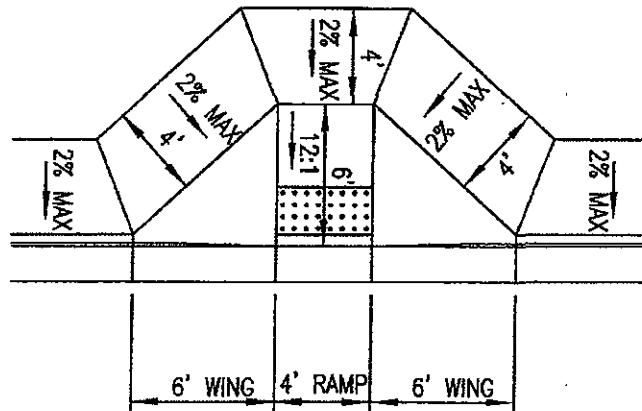 2% MAX
4'
2% MAX
4'
2% MAX
4'
2% MAX
12:1
6'
2% MAX
6' WING
4' RAMP
6' WING